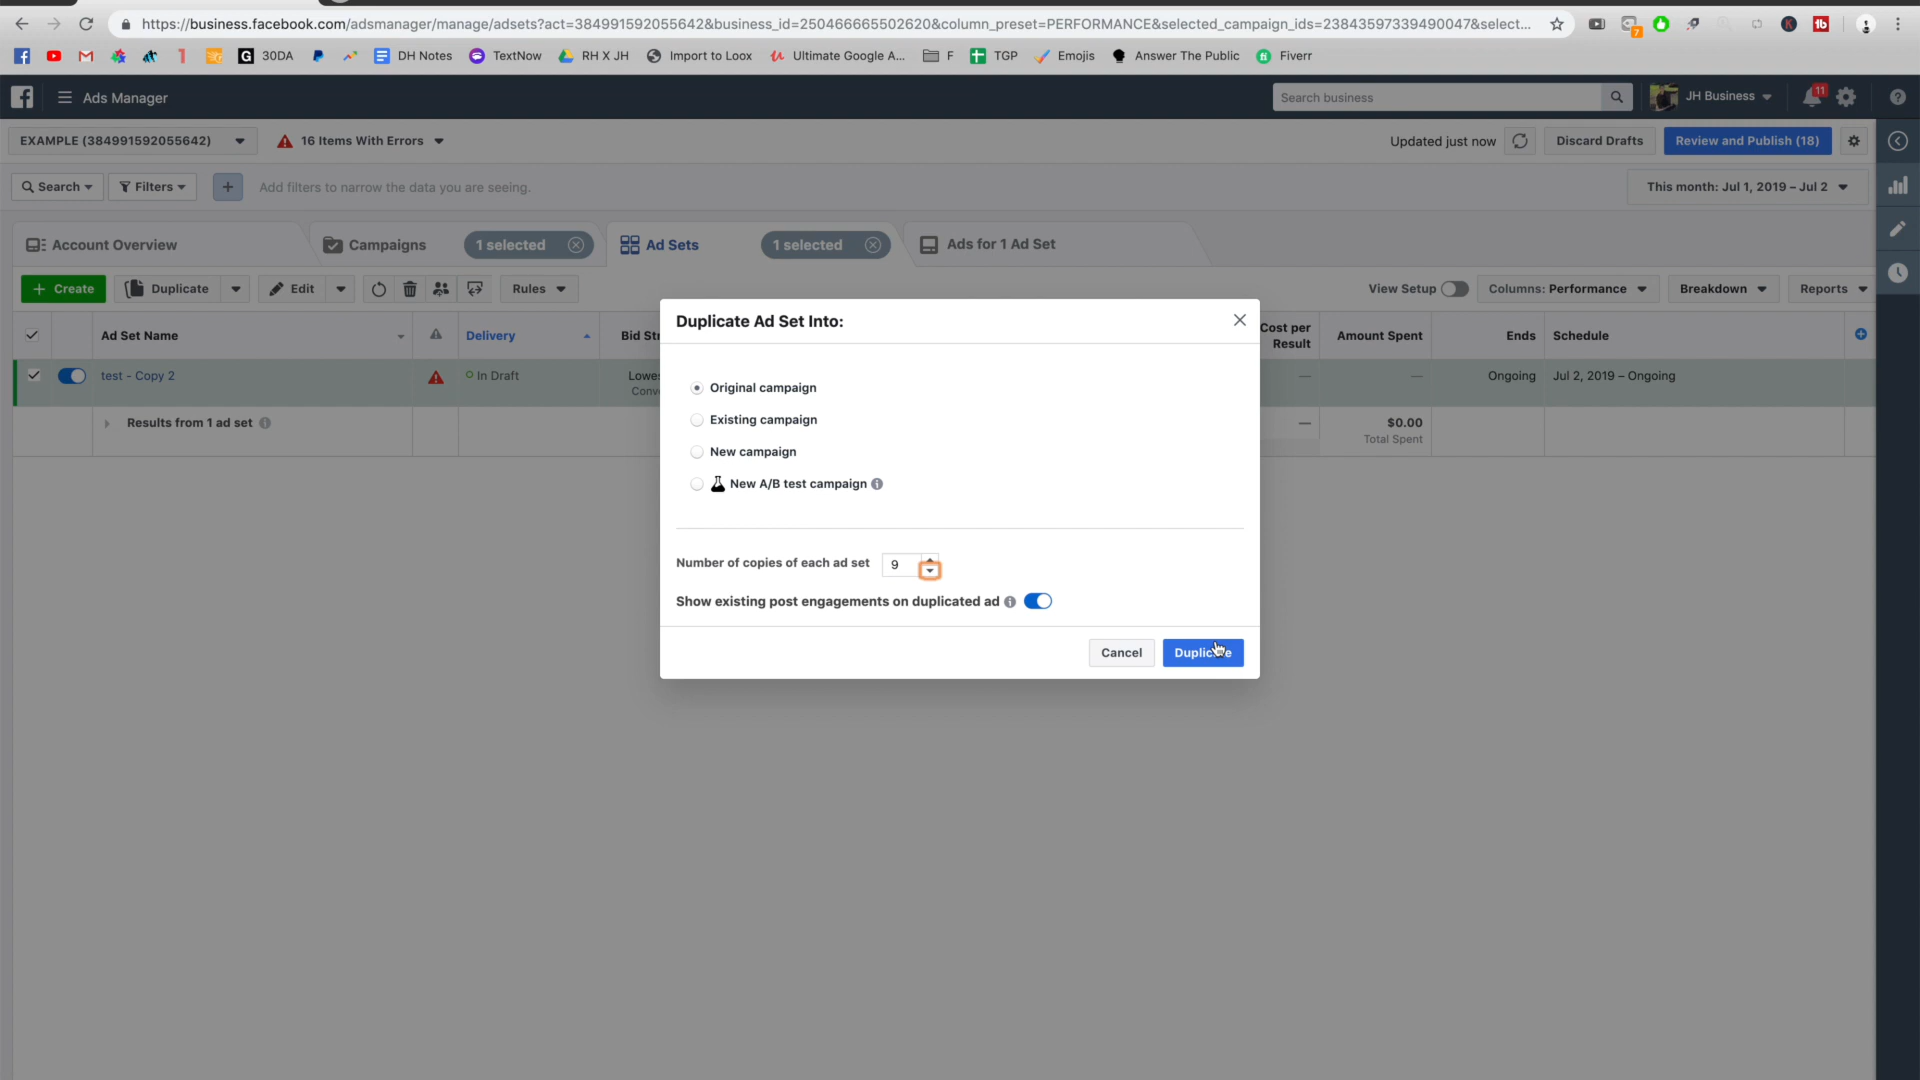 https://business.facebook.com/adsmanager/manage/adsets?act=384991592055642&business_id=250466665502620&column_preset=PERFORMANCE&selected_campaign_ids=23843597339490047&select...
7
30DA
DH Notes
TextNow
RH X JH
Import to Loox
Ultimate Google A...
F
TGP
Emojis
Answer The Public
Fiverr
Ads Manager
Search business
JH Business
11
EXAMPLE (384991592055642)
16 Items With Errors
Updated just now
Discard Drafts
Review and Publish (18)
Search
Filters
Add filters to narrow the data you are seeing.
This month: Jul 1, 2019 – Jul 2
Account Overview
Campaigns
1 selected
Ad Sets
1 selected
Ads for 1 Ad Set
+ Create
Duplicate
Edit
Rules
View Setup
Columns: Performance
Breakdown
Reports
Ad Set Name
Delivery
Bid Str
Cost per
Result
Amount Spent
Ends
Schedule
test - Copy 2
In Draft
Lowes
Conv
—
—
Ongoing
Jul 2, 2019 – Ongoing
Results from 1 ad set
—
$0.00
Total Spent
Duplicate Ad Set Into:
Original campaign
Existing campaign
New campaign
New A/B test campaign
Number of copies of each ad set
9
Show existing post engagements on duplicated ad
Cancel
Duplicate